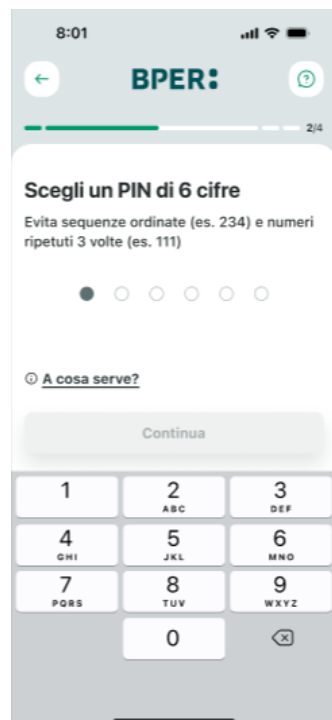 8:01
BPER:
2/4
Scegli un PIN di 6 cifre
Evita sequenze ordinate (es. 234) e numeri
ripetuti 3 volte (es. 111)
A cosa serve?
Continua
1 2 3
ABC DEF
4 5 6
GHI JKL MNO
7 8 9
PQRS TUV WXYZ
0